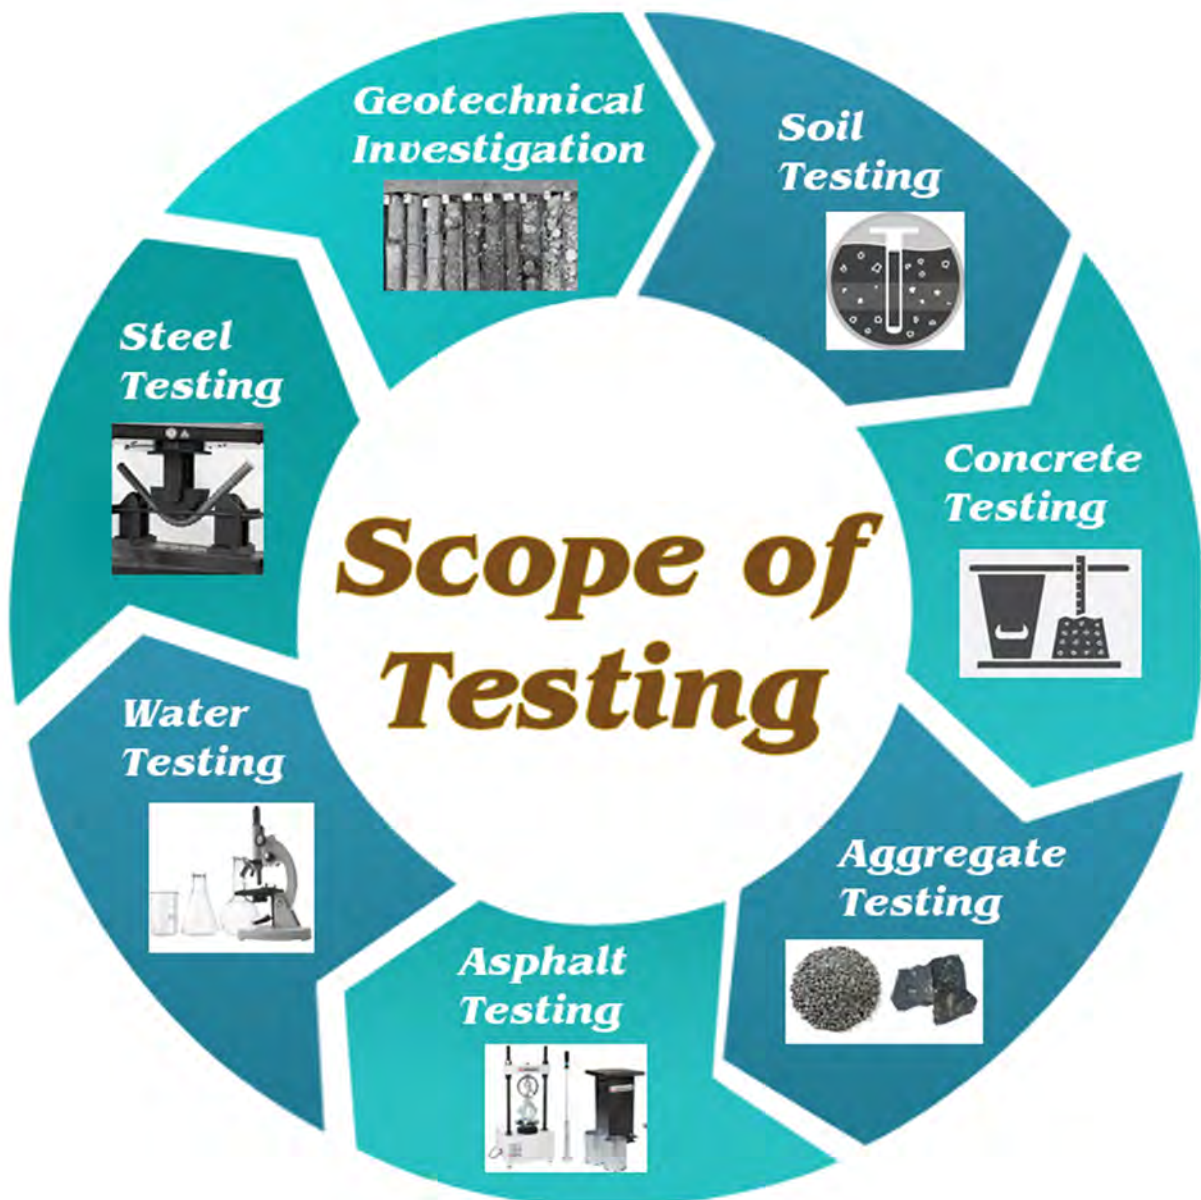 Geotechnical
Investigation
Soil
Testing
Concrete
Testing
Aggregate
Testing
Asphalt
Testing
Water
Testing
Steel
Testing
Scope of
Testing